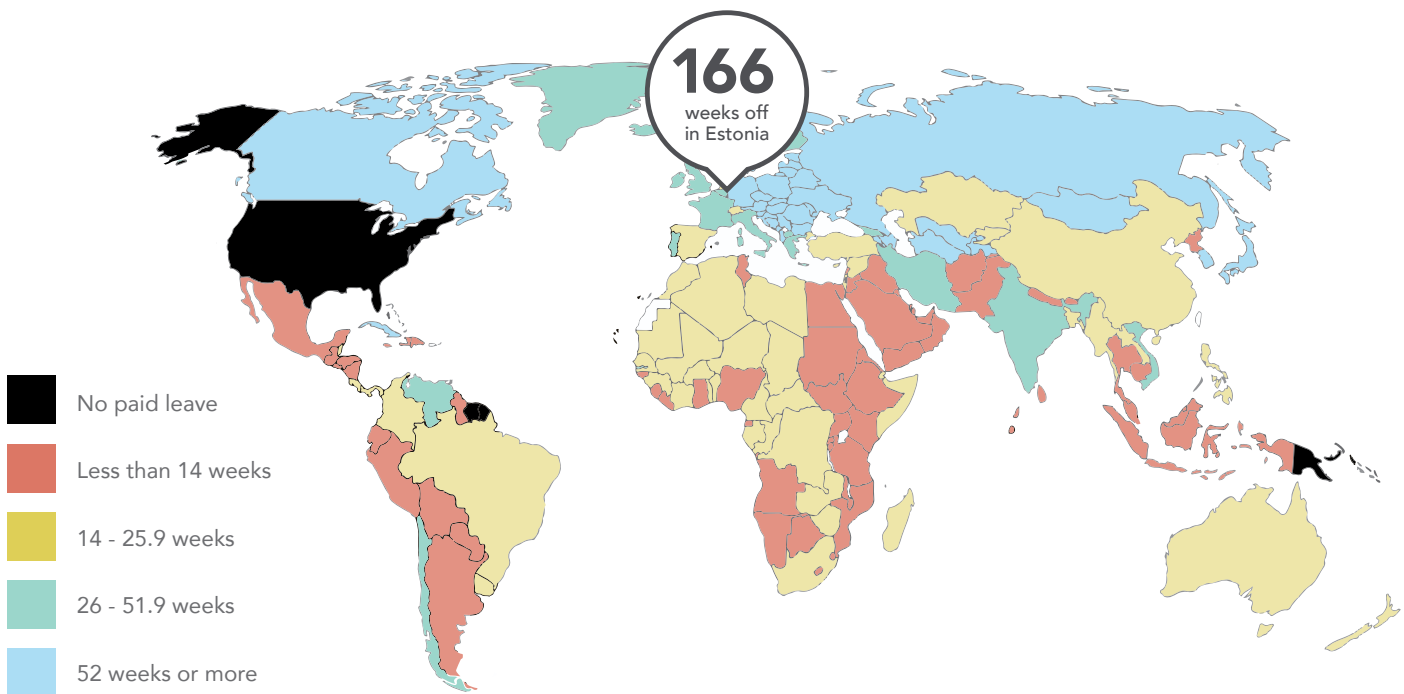 166
weeks off
in Estonia
No paid leave
Less than 14 weeks
14 - 25.9 weeks
26 - 51.9 weeks
52 weeks or more